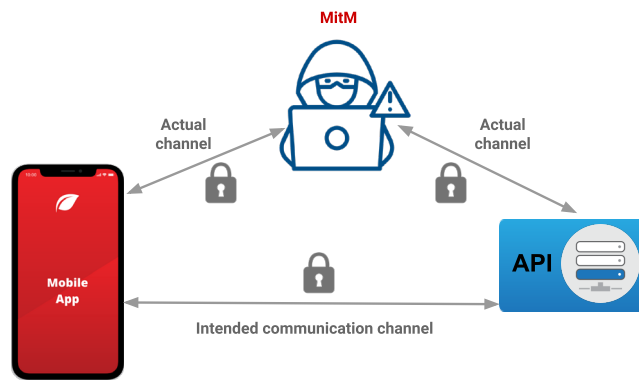 MitM
Actual
channel
Actual
channel
Mobile
App
API
Intended communication channel